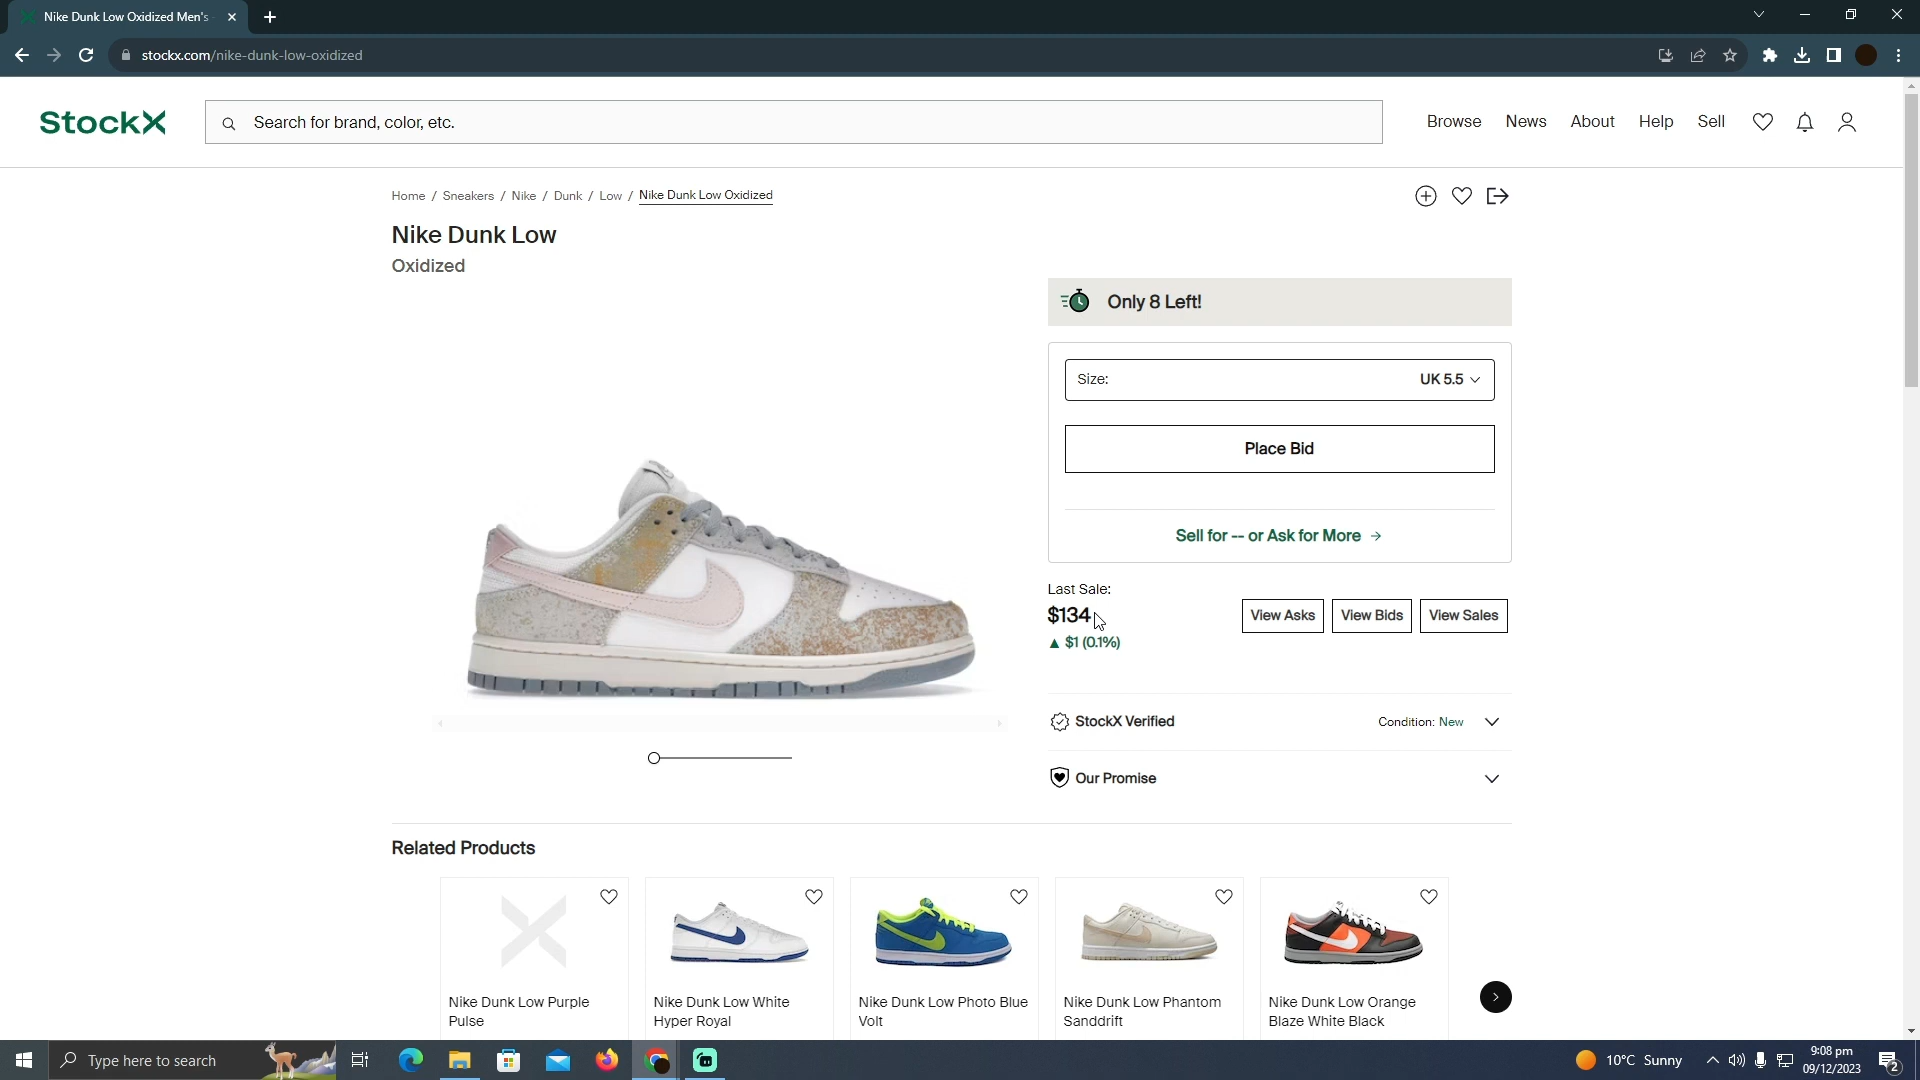 Nike Dunk Low Oxidized Men's
stockx.com/nike-dunk-low-oxidized
StockX
Search for brand, color, etc.
Browse News About Help Sell
Home / Sneakers / Nike / Dunk / Low / Nike Dunk Low Oxidized
Nike Dunk Low
Oxidized
Only 8 Left!
Size: UK 5.5
Place Bid
Sell for -- or Ask for More →
Last Sale:
$134
View Asks View Bids View Sales
▲ $1 (0.1%)
StockX Verified Condition: New
Our Promise
Related Products
Nike Dunk Low Purple
Pulse
Nike Dunk Low White
Hyper Royal
Nike Dunk Low Photo Blue
Volt
Nike Dunk Low Phantom
Sanddrift
Nike Dunk Low Orange
Blaze White Black
Type here to search
10°C Sunny
9:08 pm
09/12/2023
2